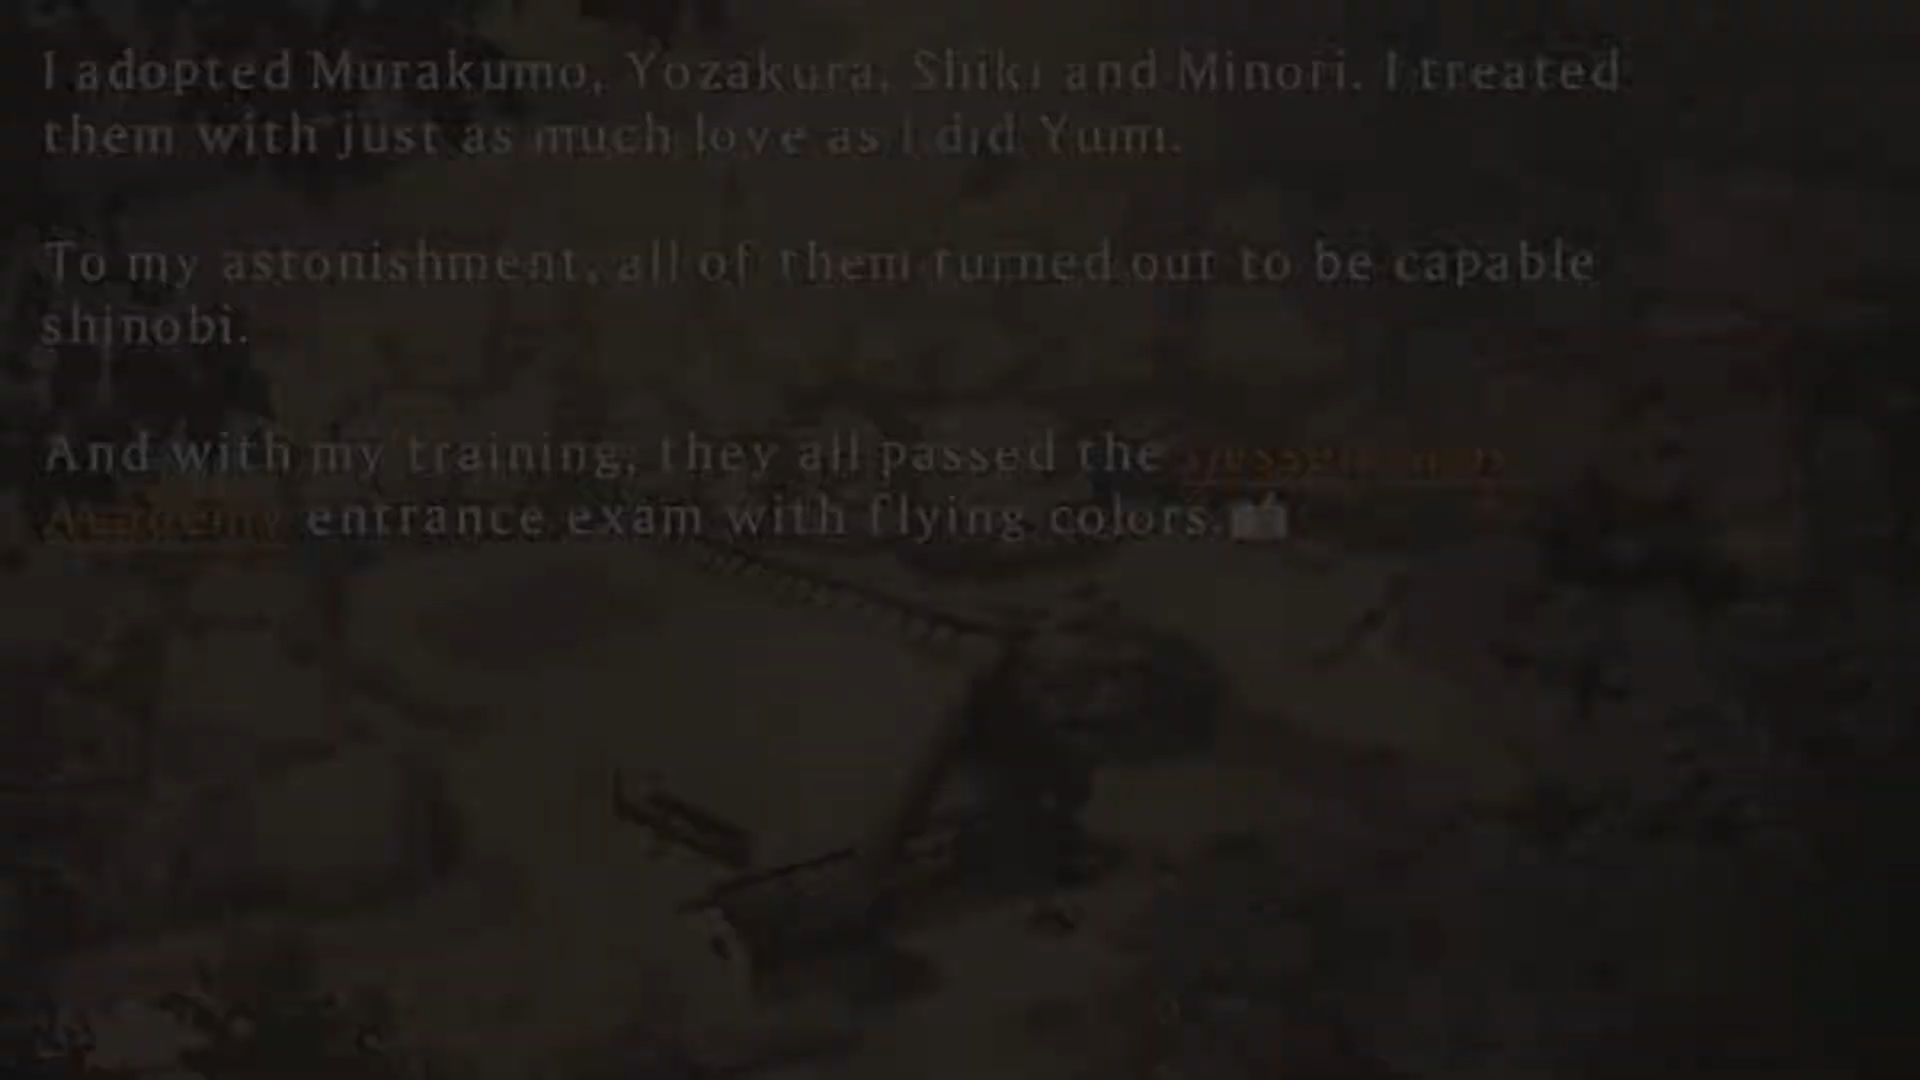 I adopted Murakumo, Yozakura, Shiki and Minori. I treated
them with just as much love as I did Yumi.
To my astonishment, all of them turned out to be capable
shinobi.
And with my training, they all passed the
Academy entrance exam with flying colors.